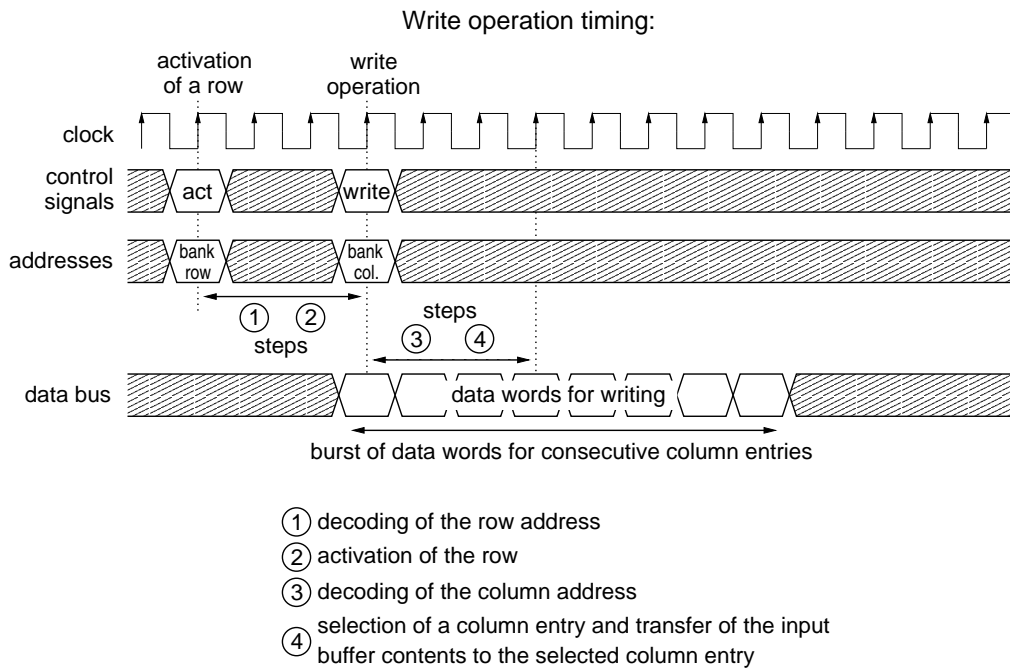 Write operation timing:
activation
of a row
write
operation
clock
control
signals
act
write
addresses
bank
row
bank
col.
1 2
steps
steps
3 4
data bus
data words for writing
burst of data words for consecutive column entries
1 decoding of the row address
2 activation of the row
3 decoding of the column address
4 selection of a column entry and transfer of the input
buffer contents to the selected column entry